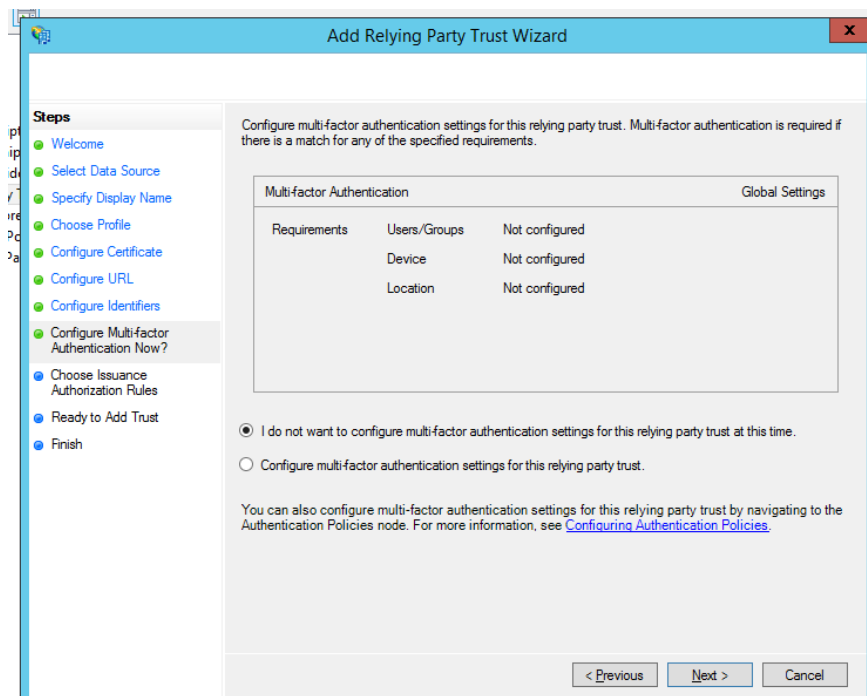 Add Relying Party Trust Wizard
x
Steps
Welcome
Select Data Source
Specify Display Name
Choose Profile
Configure Certificate
Configure URL
Configure Identifiers
Configure Multi-factor
Authentication Now?
Choose Issuance
Authorization Rules
Ready to Add Trust
Finish
Configure multi-factor authentication settings for this relying party trust. Multi-factor authentication is required if
there is a match for any of the specified requirements.
Multi-factor Authentication Global Settings
Requirements Users/Groups Not configured
Device Not configured
Location Not configured
I do not want to configure multi-factor authentication settings for this relying party trust at this time.
Configure multi-factor authentication settings for this relying party trust.
You can also configure multi-factor authentication settings for this relying party trust by navigating to the
Authentication Policies node. For more information, see Configuring Authentication Policies.
< Previous Next > Cancel